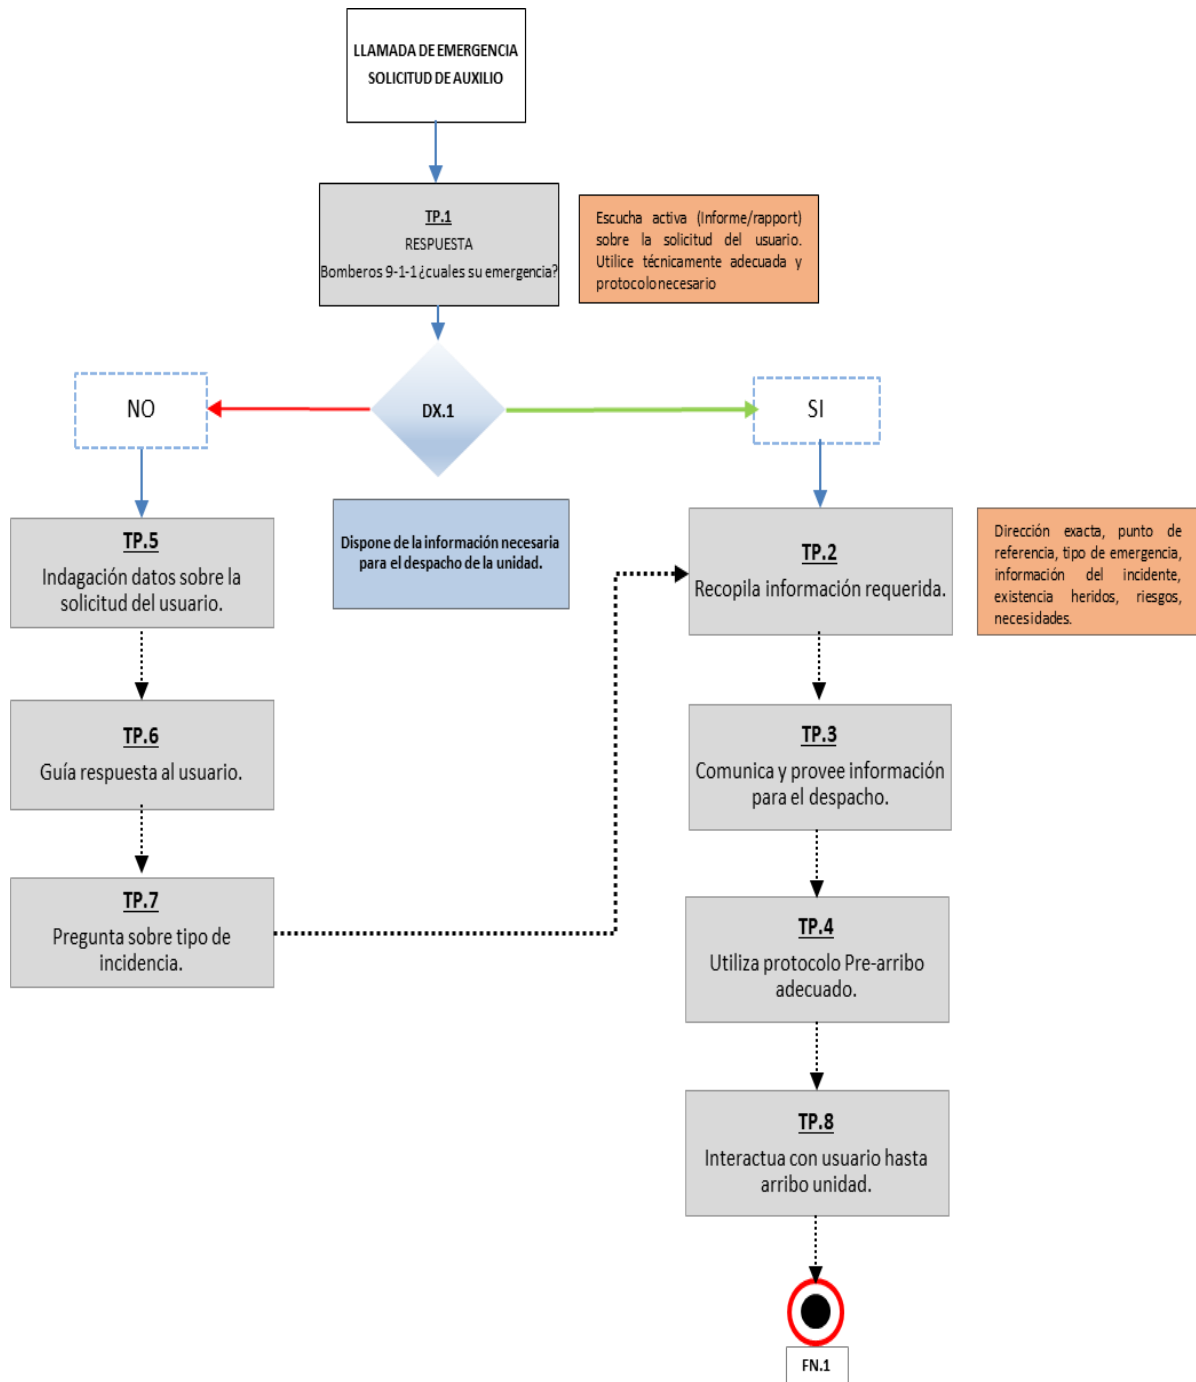 LLAMADA DE EMERGENCIA
SOLICITUD DE AUXILIO
TP.1
RESPUESTA
Bomberos 9-1-1 ¿cuales su emergencia?
Escucha activa (Informe/rapport)
sobre la solicitud del usuario.
Utilice técnicamente adecuada y
protocolo necesario
NO
DX.1
SI
Dispone de la información necesaria
para el despacho de la unidad.
TP.5
Indagación datos sobre la
solicitud del usuario.
TP.2
Recopila información requerida.
Dirección exacta, punto de
referencia, tipo de emergencia,
información del incidente,
existencia heridos, riesgos,
necesidades.
TP.6
Guía respuesta al usuario.
TP.3
Comunica y provee información
para el despacho.
TP.7
Pregunta sobre tipo de
incidencia.
TP.4
Utiliza protocolo Pre-arribo
adecuado.
TP.8
Interactua con usuario hasta
arribo unidad.
FN.1